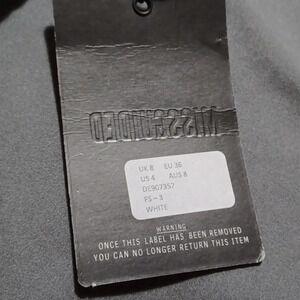 MISSGUIDED
UK 8 EU 36
US 4 AUS 8
DE907357
FS – 3
WHITE
WARNING
ONCE THIS LABEL HAS BEEN REMOVED
YOU CAN NO LONGER RETURN THIS ITEM